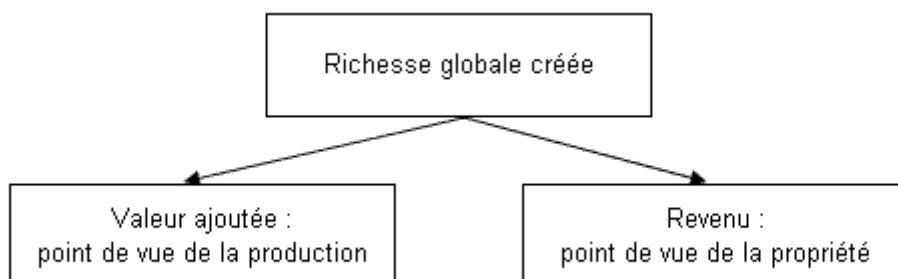 Richesse globale créée
Valeur ajoutée :
point de vue de la production
Revenu :
point de vue de la propriété